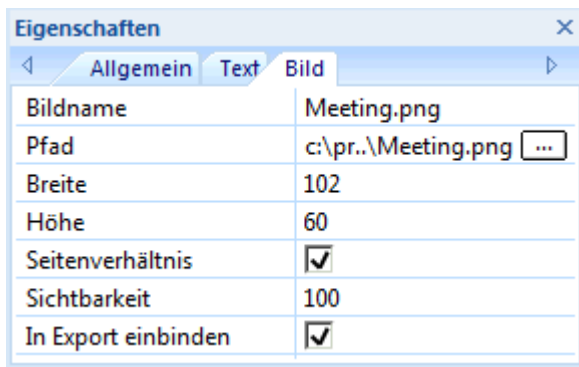 Eigenschaften
Allgemein Text Bild
Bildname Meeting.png
Pfad c:\pr..\Meeting.png ...
Breite 102
Höhe 60
Seitenverhältnis
Sichtbarkeit 100
In Export einbinden